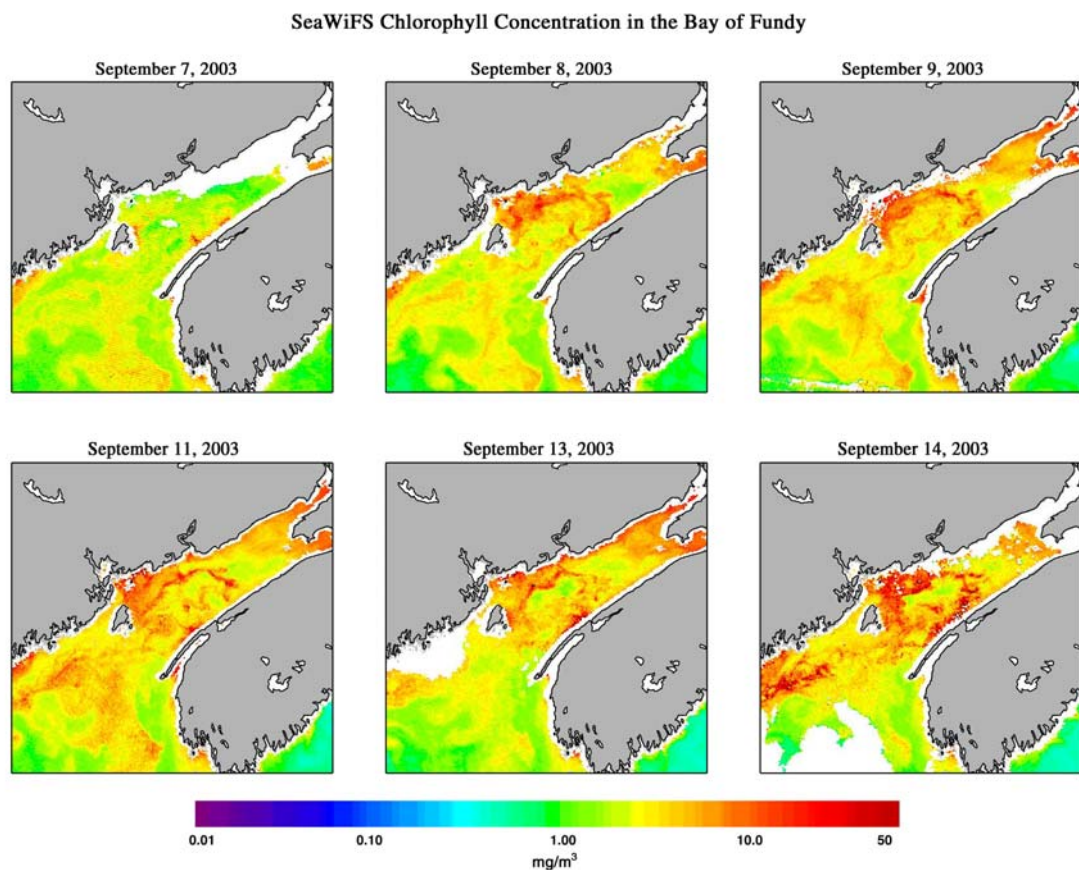 SeaWiFS Chlorophyll Concentration in the Bay of Fundy
September 7, 2003
September 8, 2003
September 9, 2003
September 11, 2003
September 13, 2003
September 14, 2003
0.01 0.10 1.00 10.0 50
mg/m³